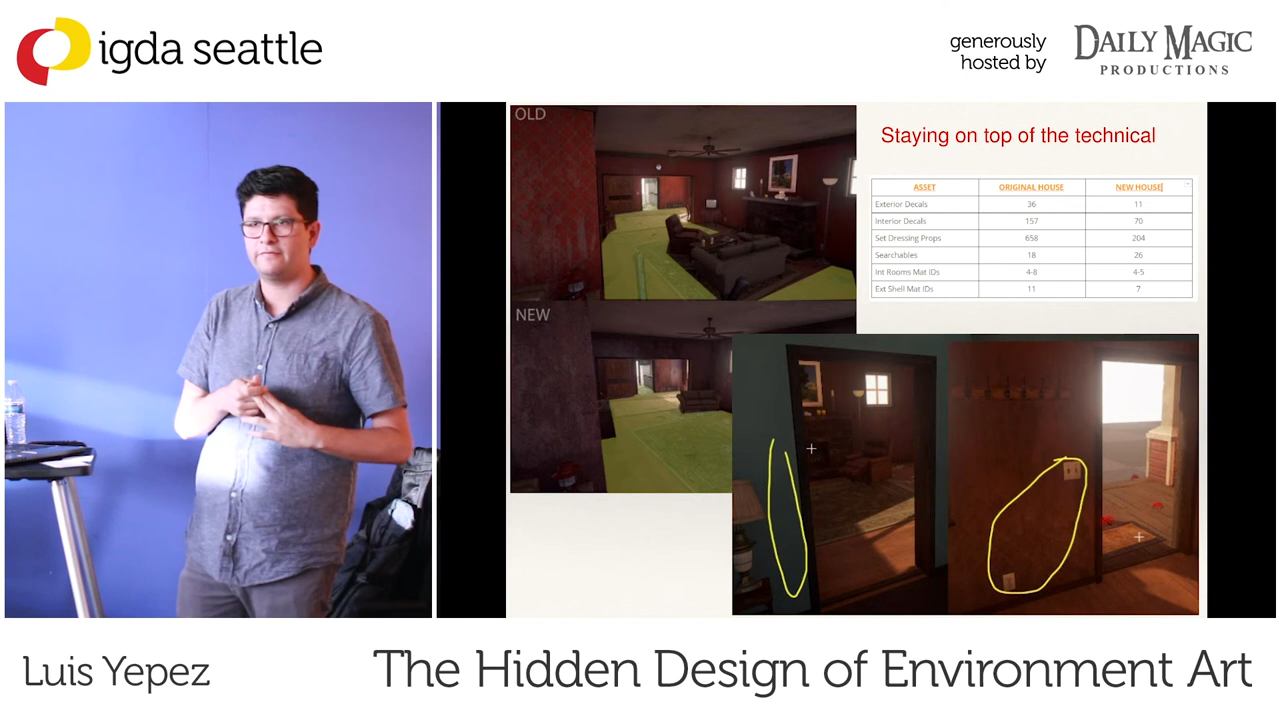 igda seattle
generously
hosted by
DAILY MAGIC
PRODUCTIONS
OLD
NEW
Staying on top of the technical
ASSET ORIGINAL HOUSE NEW HOUSE
Exterior Decals 36 11
Interior Decals 157 70
Set Dressing Props 658 204
Searchables 18 26
Int Rooms Mat IDs 4-8 4-5
Ext Shell Mat IDs 11 7
Luis Yepez
The Hidden Design of Environment Art